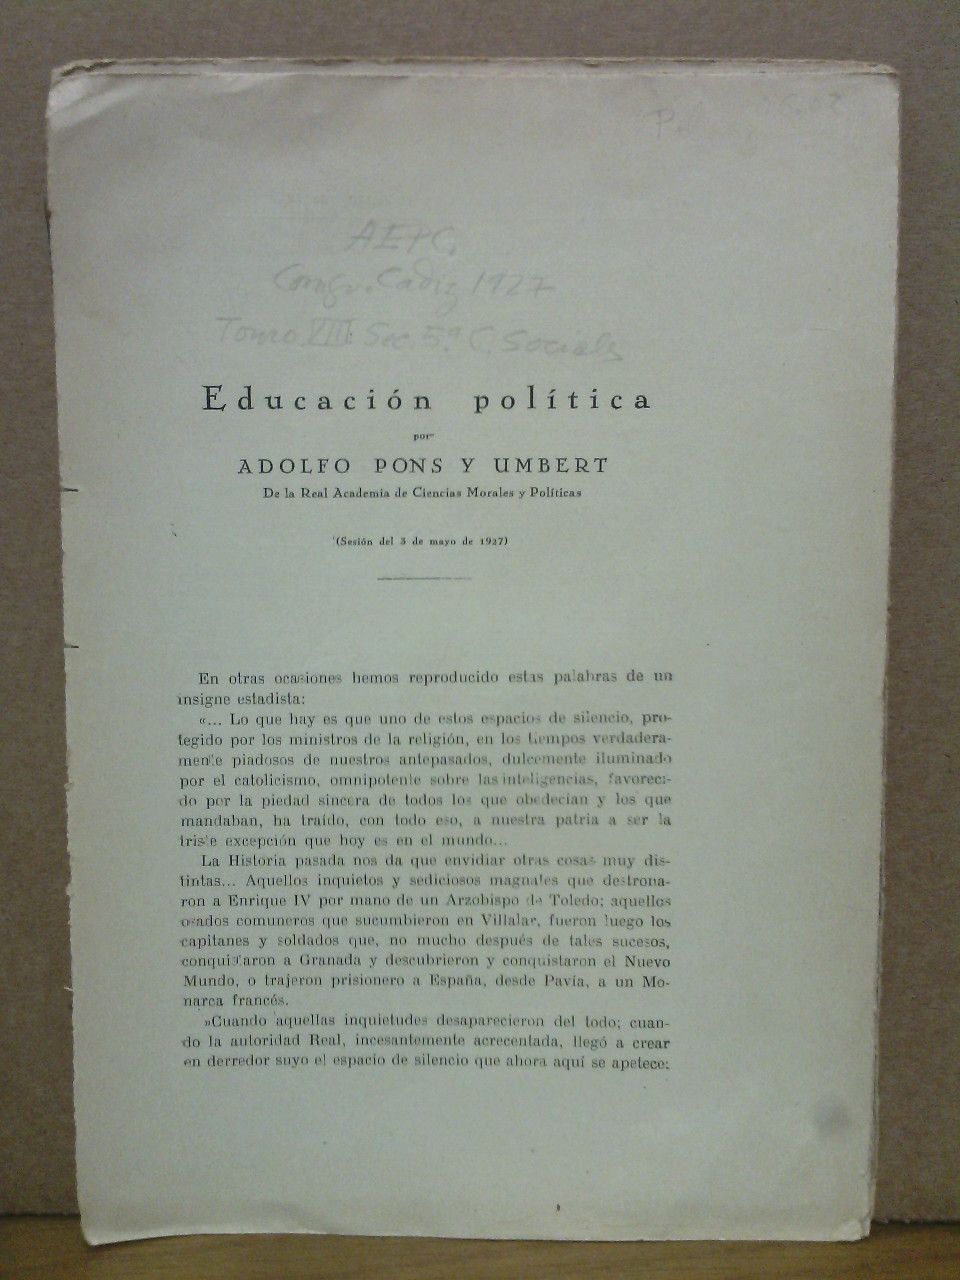 AEPC.
Congr. Cadiz 1927
Tomo VIII Sec. 5.ª C. Sociales
Educación política
por
ADOLFO PONS Y UMBERT
De la Real Academia de Ciencias Morales y Políticas
(Sesión del 3 de mayo de 1927)
En otras ocasiones hemos reproducido estas palabras de un
insigne estadista:
«... Lo que hay es que uno de estos espacios de silencio, pro-
tegido por los ministros de la religión, en los tiempos verdadera-
mente piadosos de nuestros antepasados, dulcemente iluminado
por el catolicismo, omnipotente sobre las inteligencias, favoreci-
do por la piedad sincera de todos los que obedecían y los que
mandaban, ha traído, con todo eso, a nuestra patria a ser la
triste excepción que hoy es en el mundo...
La Historia pasada nos da que envidiar otras cosas muy dis-
tintas... Aquellos inquietos y sediciosos magnates que destrona-
ron a Enrique IV por mano de un Arzobispo de Toledo; aquellos
osados comuneros que sucumbieron en Villalar, fueron luego los
capitanes y soldados que, no mucho después de tales sucesos,
conquistaron a Granada y descubrieron y conquistaron el Nuevo
Mundo, o trajeron prisionero a España, desde Pavía, a un Mo-
narca francés.
»Cuando aquellas inquietudes desaparecieron del todo; cuan-
do la autoridad Real, incesantemente acrecentada, llegó a crear
en derredor suyo el espacio de silencio que ahora aquí se apetece;